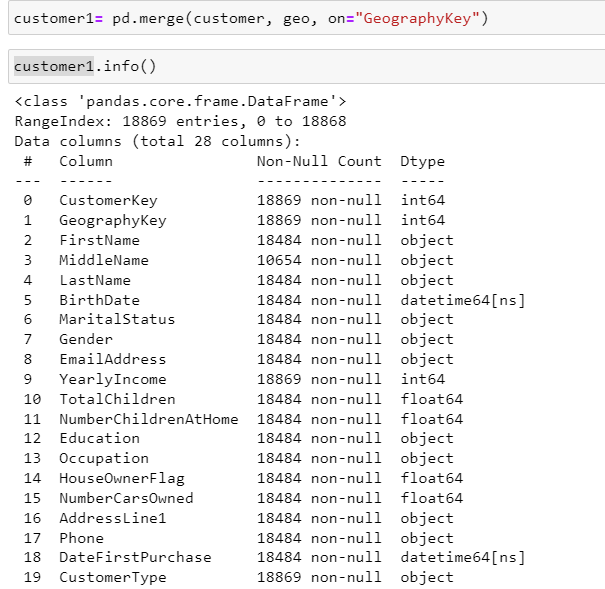 customer1= pd.merge(customer, geo, on="GeographyKey")
customer1.info()
<class 'pandas.core.frame.DataFrame'>
RangeIndex: 18869 entries, 0 to 18868
Data columns (total 28 columns):
 #   Column                Non-Null Count  Dtype
---  ------                --------------  -----
 0   CustomerKey           18869 non-null  int64
 1   GeographyKey          18869 non-null  int64
 2   FirstName             18484 non-null  object
 3   MiddleName            10654 non-null  object
 4   LastName              18484 non-null  object
 5   BirthDate             18484 non-null  datetime64[ns]
 6   MaritalStatus         18484 non-null  object
 7   Gender                18484 non-null  object
 8   EmailAddress          18484 non-null  object
 9   YearlyIncome          18869 non-null  int64
 10  TotalChildren         18484 non-null  float64
 11  NumberChildrenAtHome  18484 non-null  float64
 12  Education             18484 non-null  object
 13  Occupation            18484 non-null  object
 14  HouseOwnerFlag        18484 non-null  float64
 15  NumberCarsOwned       18484 non-null  float64
 16  AddressLine1          18484 non-null  object
 17  Phone                 18484 non-null  object
 18  DateFirstPurchase     18484 non-null  datetime64[ns]
 19  CustomerType          18869 non-null  object